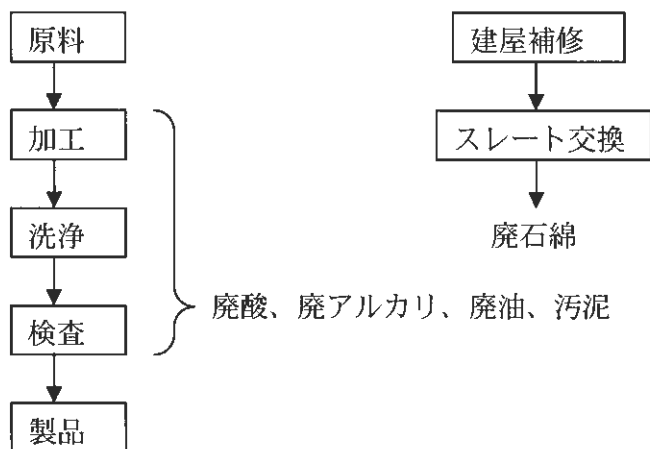 原料
加工
洗浄
検査
製品
廃酸、廃アルカリ、廃油、汚泥
建屋補修
スレート交換
廃石綿